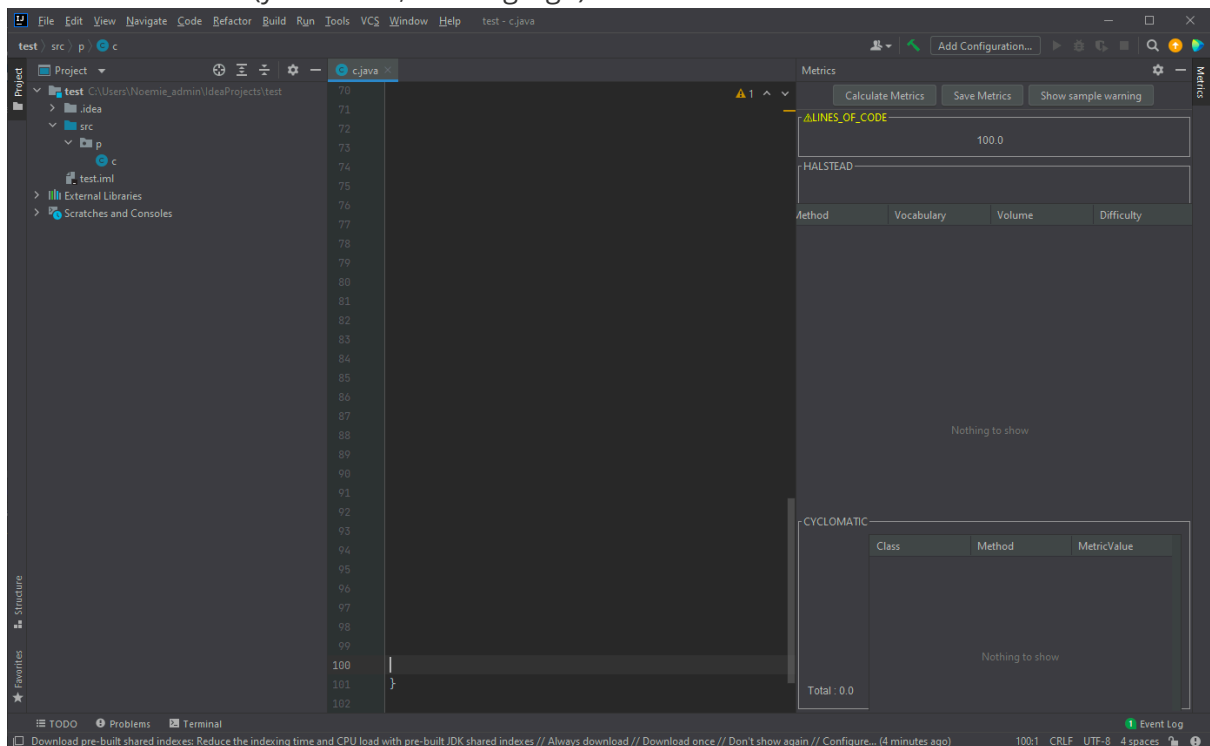 File Edit View Navigate Code Refactor Build Run Tools VCS Window Help test - c.java
test src p c Add Configuration...
Project
Project
c.java
Metrics
Metrics
test C:\Users\Noemie_admin\IdeaProjects\test
.idea
src
p
c
test.iml
External Libraries
Scratches and Consoles
70
71
72
73
74
75
76
77
78
79
80
81
82
83
84
85
86
87
88
89
90
91
92
93
94
95
96
97
98
99
100
101 }
102
1
Calculate Metrics Save Metrics Show sample warning
LINES_OF_CODE
100.0
HALSTEAD
Method Vocabulary Volume Difficulty
Nothing to show
CYCLOMATIC
Class Method MetricValue
Nothing to show
Total : 0.0
Structure
Favorites
TODO Problems Terminal 1 Event Log
Download pre-built shared indexes: Reduce the indexing time and CPU load with pre-built JDK shared indexes // Always download // Download once // Don't show again // Configure... (4 minutes ago) 100:1 CRLF UTF-8 4 spaces